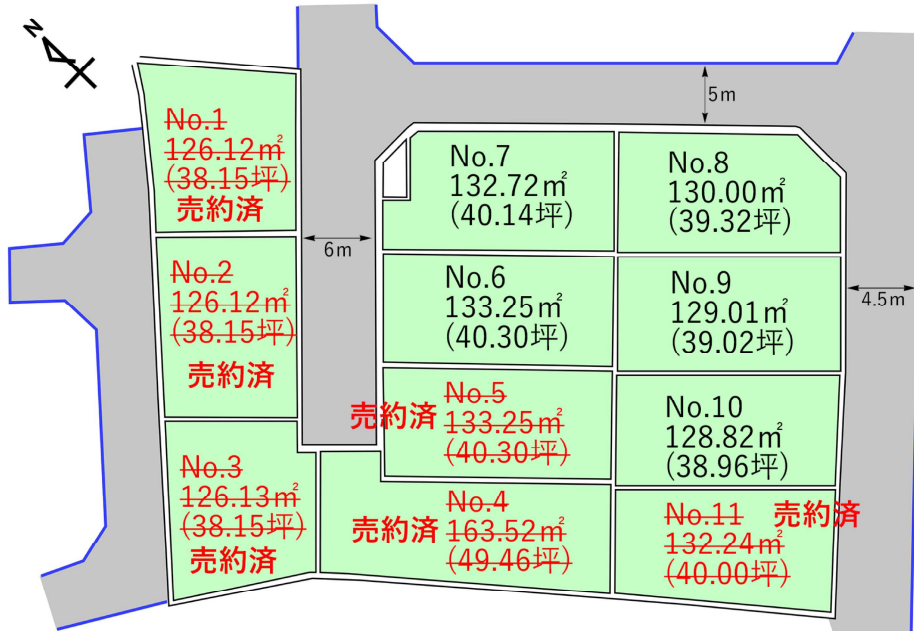 N
No.1
126.12㎡
(38.15坪)
売約済
No.2
126.12㎡
(38.15坪)
売約済
No.3
126.13㎡
(38.15坪)
売約済
6m
5m
4.5m
No.7
132.72㎡
(40.14坪)
No.8
130.00㎡
(39.32坪)
No.6
133.25㎡
(40.30坪)
No.9
129.01㎡
(39.02坪)
No.5
売約済 133.25㎡
(40.30坪)
No.10
128.82㎡
(38.96坪)
No.4
売約済 163.52㎡
(49.46坪)
No.11 売約済
132.24㎡
(40.00坪)